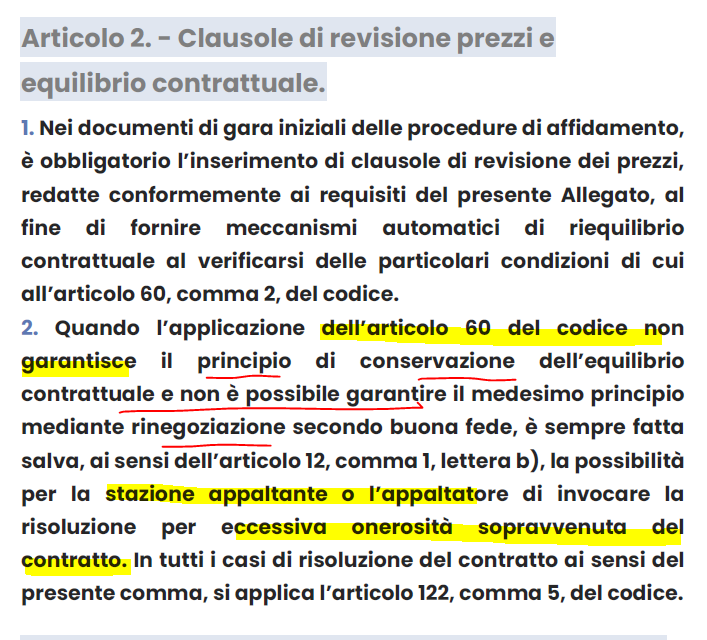 Articolo 2. - Clausole di revisione prezzi e
equilibrio contrattuale.
1. Nei documenti di gara iniziali delle procedure di affidamento,
è obbligatorio l’inserimento di clausole di revisione dei prezzi,
redatte conformemente ai requisiti del presente Allegato, al
fine di fornire meccanismi automatici di riequilibrio
contrattuale al verificarsi delle particolari condizioni di cui
all’articolo 60, comma 2, del codice.
2. Quando l’applicazione dell’articolo 60 del codice non
garantisce il principio di conservazione dell’equilibrio
contrattuale e non è possibile garantire il medesimo principio
mediante rinegoziazione secondo buona fede, è sempre fatta
salva, ai sensi dell’articolo 12, comma 1, lettera b), la possibilità
per la stazione appaltante o l’appaltatore di invocare la
risoluzione per eccessiva onerosità sopravvenuta del
contratto. In tutti i casi di risoluzione del contratto ai sensi del
presente comma, si applica l’articolo 122, comma 5, del codice.